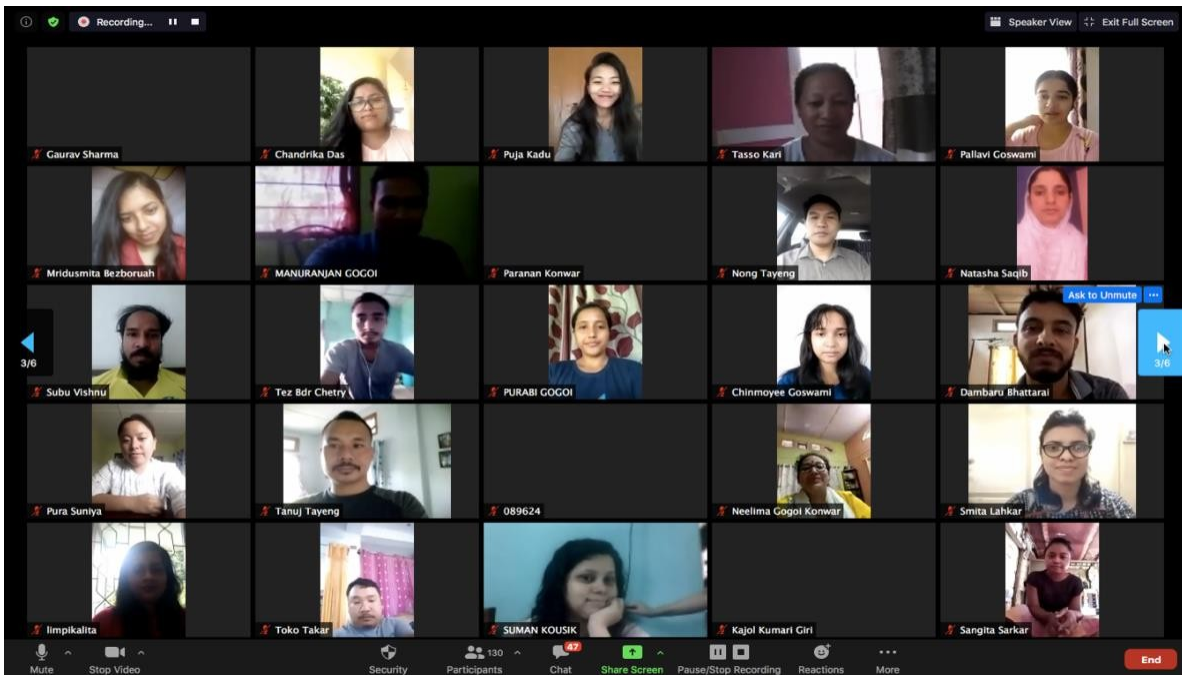 Recording...
Speaker View
Exit Full Screen
Gaurav Sharma
Chandrika Das
Puja Kadu
Tasso Kari
Pallavi Goswami
Mridusmita Bezboruah
MANURANJAN GOGOI
Paranan Konwar
Nong Tayeng
Natasha Saqib
Ask to Unmute
3/6
3/6
Subu Vishnu
Tez Bdr Chetry
PURABI GOGOI
Chinmoyee Goswami
Dambaru Bhattarai
Pura Suniya
Tanuj Tayeng
089624
Neelima Gogoi Konwar
Smita Lahkar
limpikalita
Toko Takar
SUMAN KOUSIK
Kajol Kumari Giri
Sangita Sarkar
Mute
Stop Video
Security
130
Participants
47
Chat
Share Screen
Pause/Stop Recording
Reactions
More
End